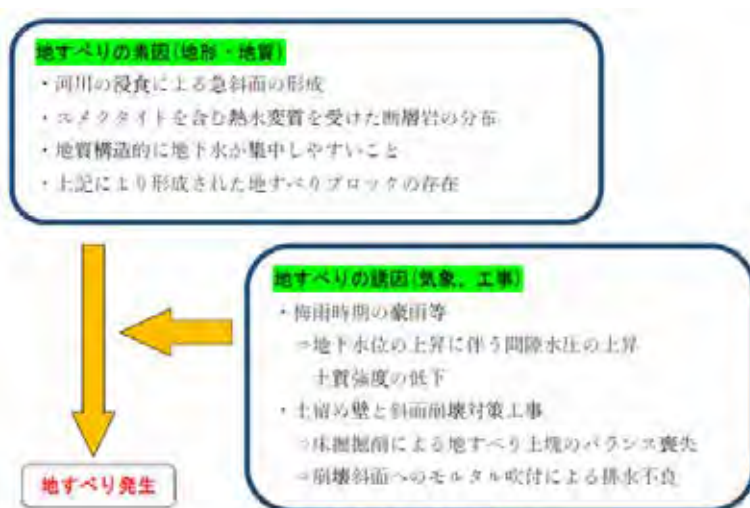 地すべりの素因(地形・地質)
・河川の浸食による急斜面の形成
・スメクタイトを含む熱水変質を受けた断層岩の分布
・地質構造的に地下水が集中しやすいこと
・上記により形成された地すべりブロックの存在
地すべりの誘因(気象、工事)
・梅雨時期の豪雨等
⇒地下水位の上昇に伴う間隙水圧の上昇
土質強度の低下
・土留め壁と斜面崩壊対策工事
⇒床掘掘削による地すべり土塊のバランス喪失
⇒崩壊斜面へのモルタル吹付による排水不良
地すべり発生